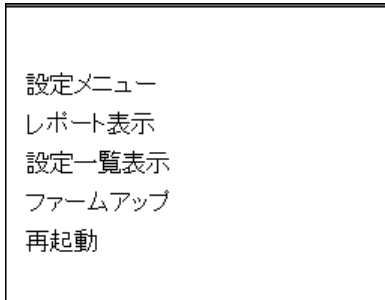 設定メニュー
レポート表示
設定一覧表示
ファームアップ
再起動